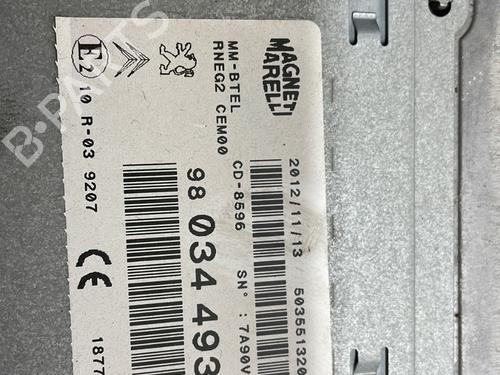 MAGNETI
MARELLI
2012/11/13
503551320
MM-BTEL
CD-8596
SN° : 7A90V
RNEG2 CEM00
98 034 493
E2
10 R-03 9207
CE
1877
B-PARTS